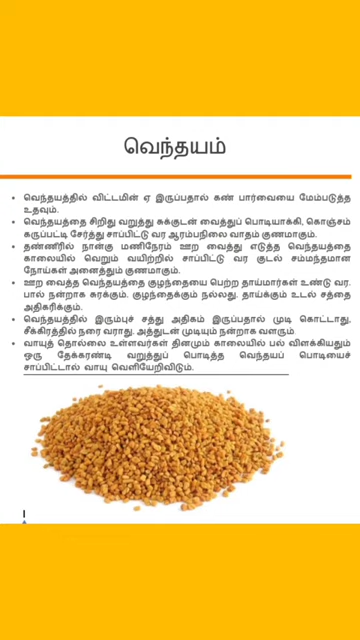 வெந்தயம்
• வெந்தயத்தில் விட்டமின் ஏ இருப்பதால் கண் பார்வையை மேம்படுத்த
உதவும்.
• வெந்தயத்தை சிறிது வறுத்து சுக்குடன் வைத்துப் பொடியாக்கி, கொஞ்சம்
கருப்பட்டி சேர்த்து சாப்பிட்டு வர ஆரம்பநிலை வாதம் குணமாகும்.
• தண்ணீரில் நான்கு மணிநேரம் ஊற வைத்து எடுத்த வெந்தயத்தை
காலையில் வெறும் வயிற்றில் சாப்பிட்டு வர குடல் சம்மந்தமான
நோய்கள் அனைத்தும் குணமாகும்.
• ஊற வைத்த வெந்தயத்தை குழந்தையை பெற்ற தாய்மார்கள் உண்டு வர.
பால் நன்றாக சுரக்கும். குழந்தைக்கும் நல்லது. தாய்க்கும் உடல் சத்தை
அதிகரிக்கும்.
• வெந்தயத்தில் இரும்புச் சத்து அதிகம் இருப்பதால் முடி கொட்டாது.
சீக்கிரத்தில் நரை வராது. அத்துடன் முடியும் நன்றாக வளரும்.
• வாயுத் தொல்லை உள்ளவர்கள் தினமும் காலையில் பல் விளக்கியதும்
ஒரு தேக்கரண்டி வறுத்துப் பொடித்த வெந்தயப் பொடியைச்
சாப்பிட்டால் வாயு வெளியேறிவிடும்.